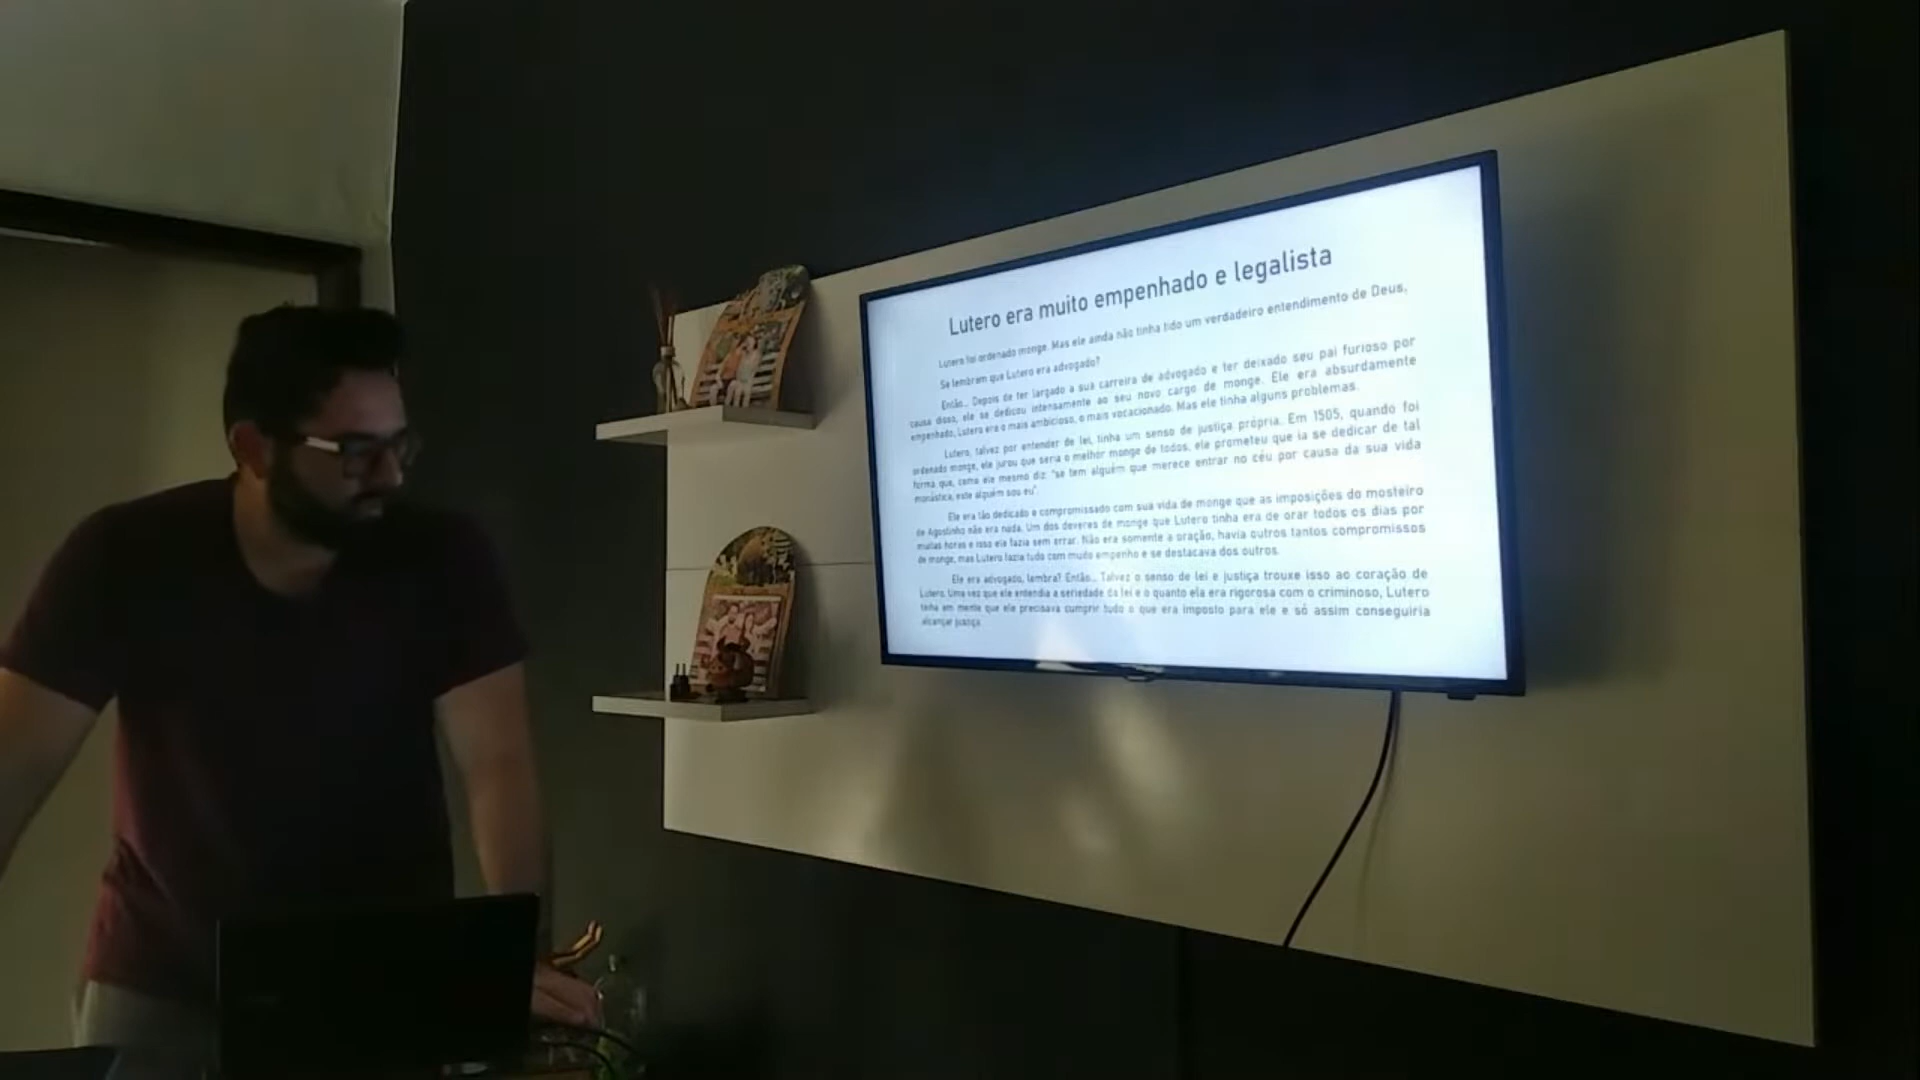 Lutero era muito empenhado e legalista
Lutero foi ordenado monge. Mas ele ainda não tinha tido um verdadeiro entendimento de Deus.
Se lembram que Lutero era advogado?
Então... Depois de ter largado a sua carreira de advogado e ter deixado seu pai furioso por
causa disso, ele se dedicou intensamente ao seu novo cargo de monge. Ele era absurdamente
empenhado, Lutero era o mais ambicioso, o mais vocacionado. Mas ele tinha alguns problemas.
Lutero, talvez por entender de lei, tinha um senso de justiça própria. Em 1505, quando foi
ordenado monge, ele jurou que seria o melhor monge de todos, ele prometeu que ia se dedicar de tal
forma que, como ele mesmo diz: "se tem alguém que merece entrar no céu por causa da sua vida
monástica, este alguém sou eu".
Ele era tão dedicado e compromissado com sua vida de monge que as imposições do mosteiro
de Agostinho não era nada. Um dos deveres de monge que Lutero tinha era de orar todos os dias por
muitas horas e isso ele fazia sem errar. Não era somente a oração, havia outros tantos compromissos
de monge, mas Lutero fazia tudo com muito empenho e se destacava dos outros.
Ele era advogado, lembra? Então... Talvez o senso de lei e justiça trouxe isso ao coração de
Lutero. Uma vez que ele entendia a seriedade da lei e o quanto ela era rigorosa com o criminoso, Lutero
tinha em mente que ele precisava cumprir tudo o que era imposto para ele e só assim conseguiria
alcançar justiça.